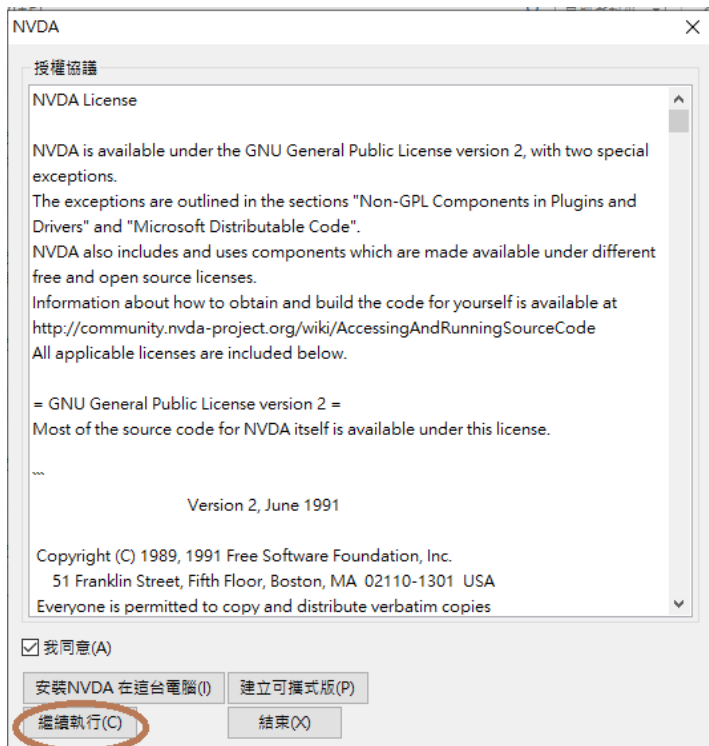 NVDA
授權協議
NVDA License
NVDA is available under the GNU General Public License version 2, with two special
exceptions.
The exceptions are outlined in the sections "Non-GPL Components in Plugins and
Drivers" and "Microsoft Distributable Code".
NVDA also includes and uses components which are made available under different
free and open source licenses.
Information about how to obtain and build the code for yourself is available at
http://community.nvda-project.org/wiki/AccessingAndRunningSourceCode
All applicable licenses are included below.
= GNU General Public License version 2 =
Most of the source code for NVDA itself is available under this license.
```
Version 2, June 1991
Copyright (C) 1989, 1991 Free Software Foundation, Inc.
51 Franklin Street, Fifth Floor, Boston, MA  02110-1301  USA
Everyone is permitted to copy and distribute verbatim copies
我同意(A)
安裝NVDA 在這台電腦(I) 建立可攜式版(P)
繼續執行(C) 結束(X)